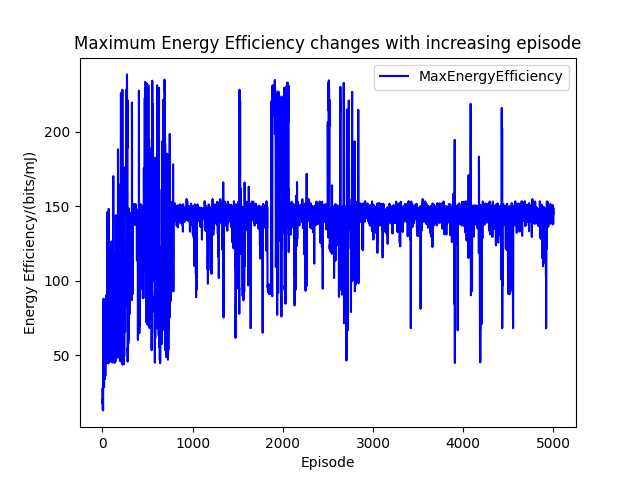 Maximum Energy Efficiency changes with increasing episode
MaxEnergyEfficiency
Energy Efficiency/(bits/mJ)
200
150
100
50
0 1000 2000 3000 4000 5000
Episode